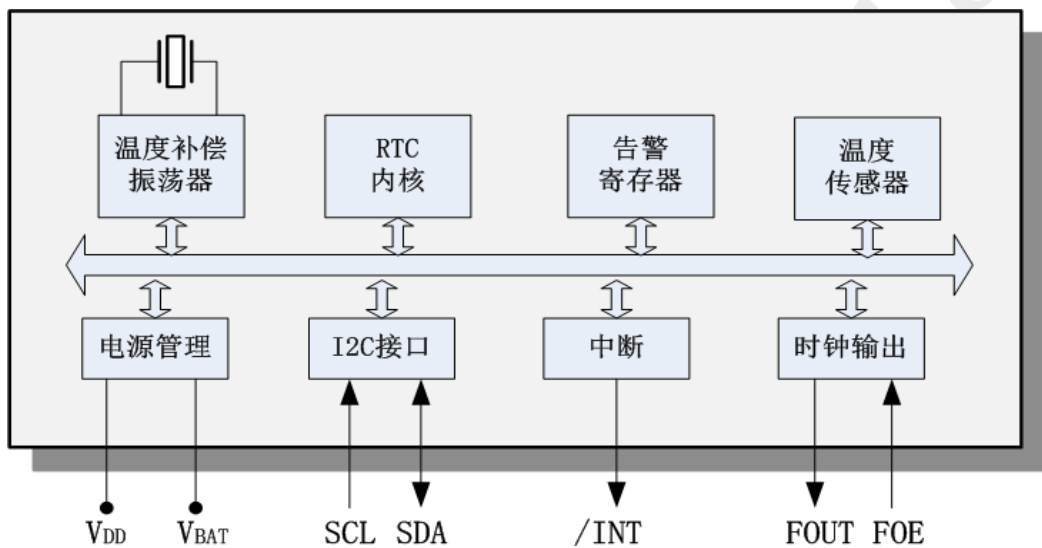 温度补偿
振荡器
RTC
内核
告警
寄存器
温度
传感器
电源管理
I2C接口
中断
时钟输出
VDD
VBAT
SCL
SDA
/INT
FOUT
FOE